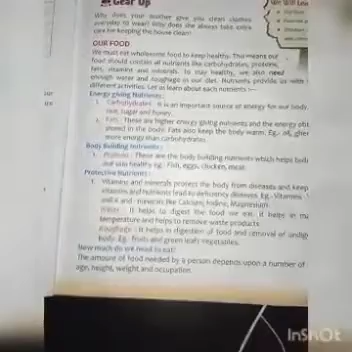 Gear Up
Why does your mother give you clean clothes
everyday to wear? Why does she always take extra
care for keeping the house clean?
We Will Lea
OUR FOOD
We must eat wholesome food to keep healthy. This means our
food should contain all nutrients like carbohydrates, proteins,
fats, vitamins and minerals. To stay healthy, we also need
enough water and roughage in our diet. Nutrients provide us with
different activities. Let us learn about each nutrients :—
Energy giving Nutrients :
1. Carbohydrates : It is an important source of energy for our body.
rice, sugar and honey.
2. Fats : These are higher energy giving nutrients and the energy
stored in the body. Fats also keep the body warm. Eg.- oil, ghee
more energy than carbohydrates.
Body Building Nutrients :
1. Proteins : These are the body building nutrients which helps
and stay healthy eg.- Fish, eggs, chicken, meat.
Protective Nutrients :
1. Vitamins and minerals protects the body from diseases and keep
vitamins and nutrients lead to deficiency diseases. Eg.- Vitamins
and minerals like Calcium, Iodine, Magnesium.
Water : It helps to digest the food we eat. It helps in
temperature and helps to remove waste products.
Roughage : It helps in digestion of food and removal of
body. Eg.- fruits and green leafy vegetables.
How much do we need to eat?
The amount of food needed by a person depends upon a number of
age, height, weight and occupation.
InShOt